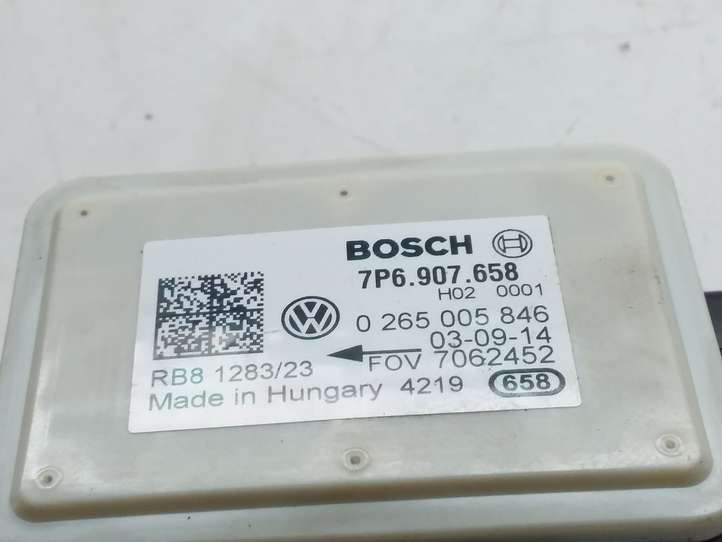 BOSCH
7P6.907.658
H02 0001
0 265 005 846
03-09-14
RB8 1283/23 FOV 7062452
Made in Hungary 4219 658